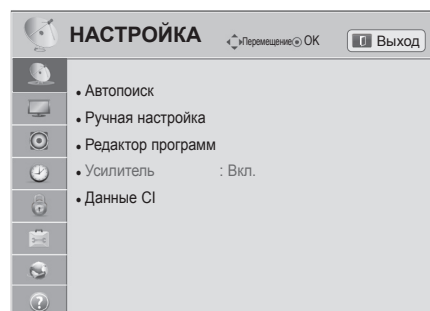 НАСТРОЙКА Перемещение OK Выход
• Автопоиск
• Ручная настройка
• Редактор программ
• Усилитель : Вкл.
• Данные CI